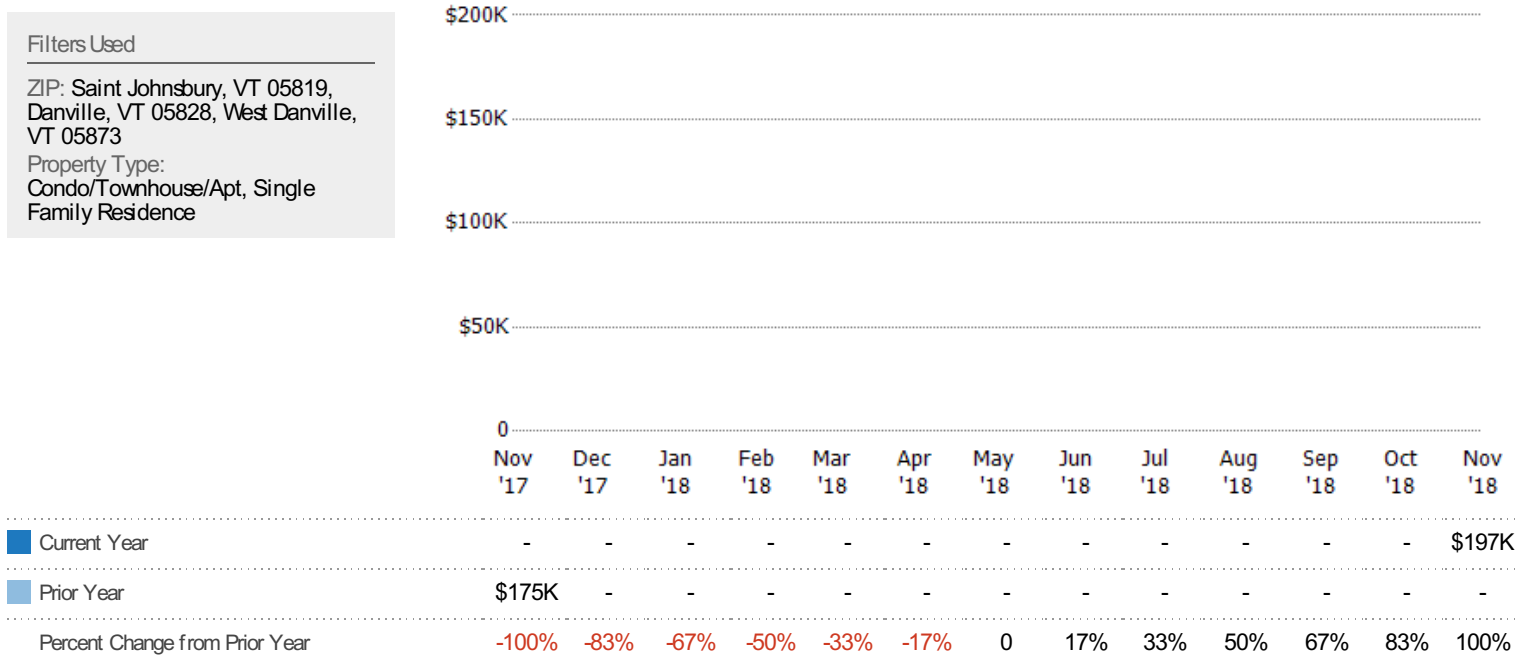 Filters Used
ZIP: Saint Johnsbury, VT 05819,
Danville, VT 05828, West Danville,
VT 05873
Property Type:
Condo/Townhouse/Apt, Single
Family Residence
$200K
$150K
$100K
$50K
0
Nov Dec Jan Feb Mar Apr May Jun Jul Aug Sep Oct Nov
'17 '17 '18 '18 '18 '18 '18 '18 '18 '18 '18 '18 '18
Current Year - - - - - - - - - - - - $197K
Prior Year $175K - - - - - - - - - - - -
Percent Change from Prior Year -100% -83% -67% -50% -33% -17% 0 17% 33% 50% 67% 83% 100%